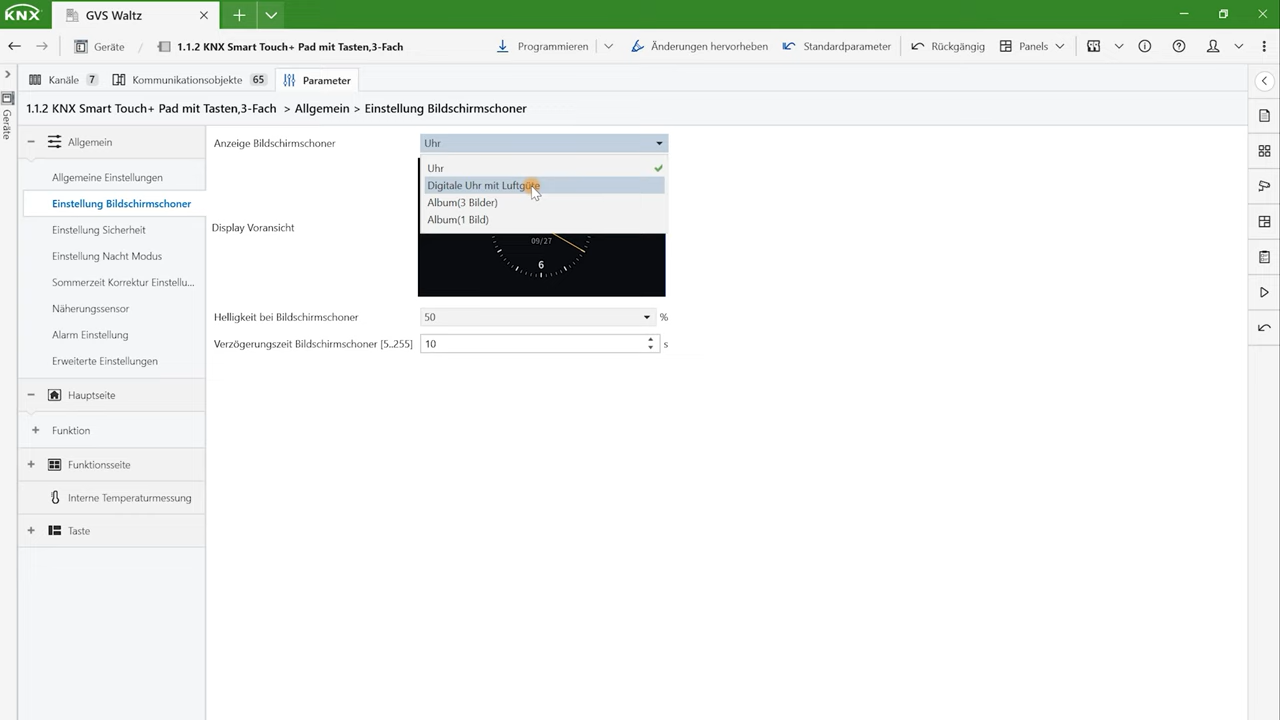 KNX
GVS Waltz
Geräte
1.1.2 KNX Smart Touch+ Pad mit Tasten,3-Fach
Programmieren
Änderungen hervorheben
Standardparameter
Rückgängig
Panels
Geräte
Kanäle 7
Kommunikationsobjekte 65
Parameter
1.1.2 KNX Smart Touch+ Pad mit Tasten,3-Fach > Allgemein > Einstellung Bildschirmschoner
Allgemein
Allgemeine Einstellungen
Einstellung Bildschirmschoner
Einstellung Sicherheit
Einstellung Nacht Modus
Sommerzeit Korrektur Einstellu...
Näherungssensor
Alarm Einstellung
Erweiterte Einstellungen
Hauptseite
Funktion
Funktionsseite
Interne Temperaturmessung
Taste
Anzeige Bildschirmschoner
Uhr
Uhr
Digitale Uhr mit Luftgüte
Album(3 Bilder)
Album(1 Bild)
Display Voransicht
09/27
6
Helligkeit bei Bildschirmschoner
50
%
Verzögerungszeit Bildschirmschoner [5..255]
10
s